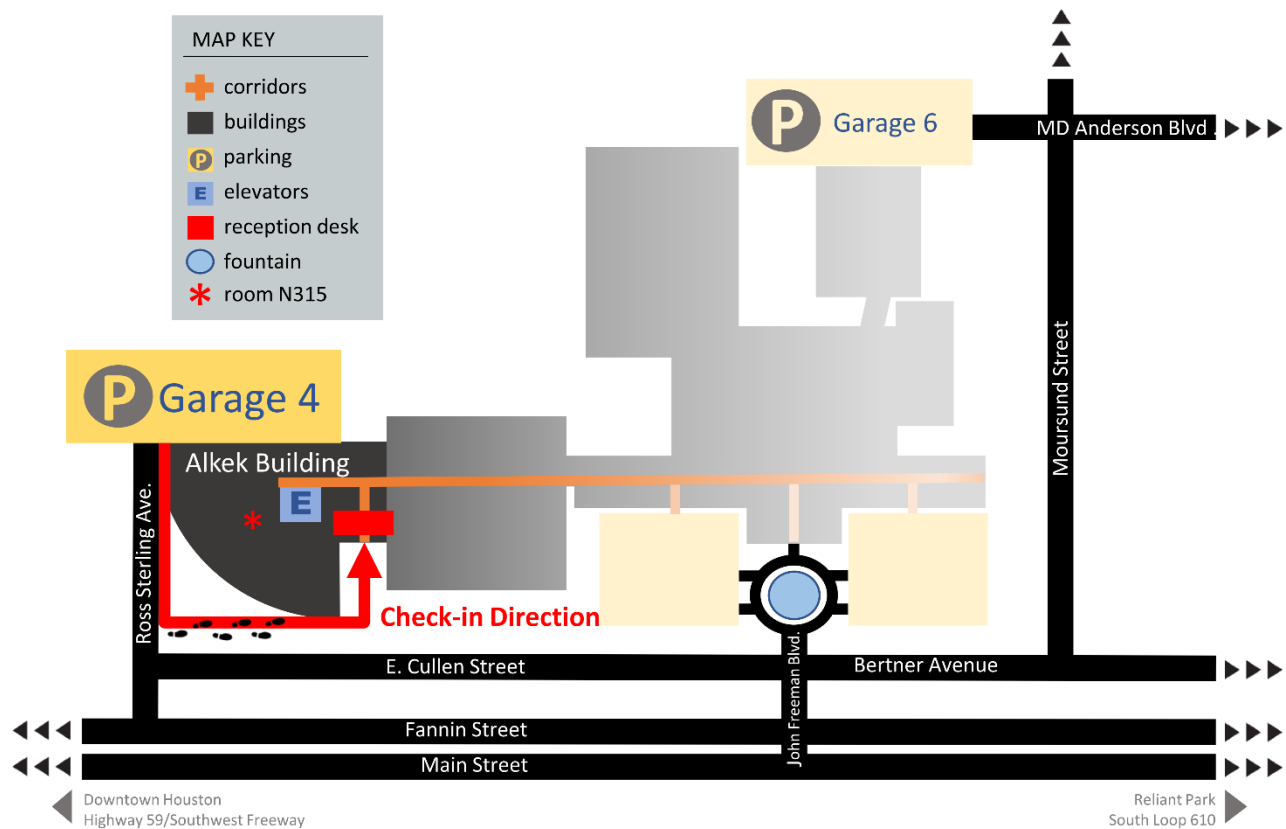 MAP KEY
corridors
buildings
P
parking
E
elevators
reception desk
fountain
* room N315
P Garage 6
MD Anderson Blvd .
Moursund Street
P Garage 4
Alkek Building
E
*
Ross Sterling Ave.
Check-in Direction
E. Cullen Street
Bertner Avenue
John Freeman Blvd.
Fannin Street
Main Street
Downtown Houston
Highway 59/Southwest Freeway
Reliant Park
South Loop 610